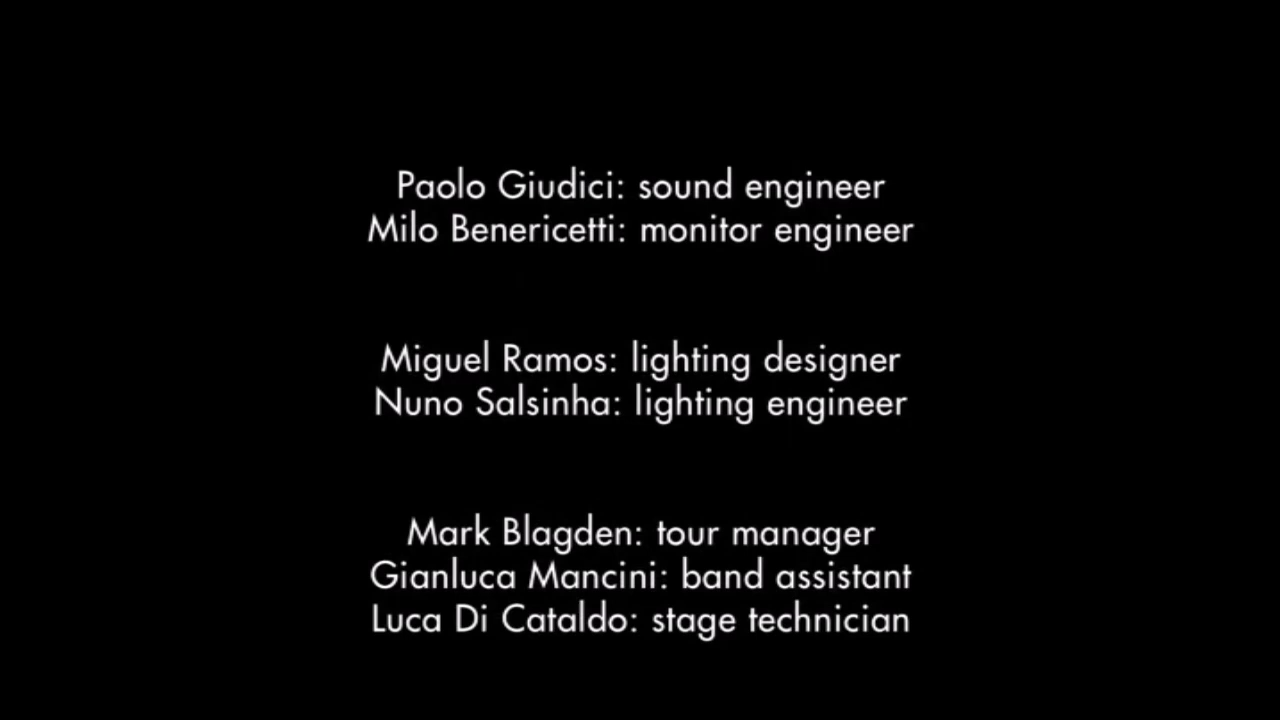 Paolo Giudici: sound engineer
Milo Benericetti: monitor engineer
Miguel Ramos: lighting designer
Nuno Salsinha: lighting engineer
Mark Blagden: tour manager
Gianluca Mancini: band assistant
Luca Di Cataldo: stage technician